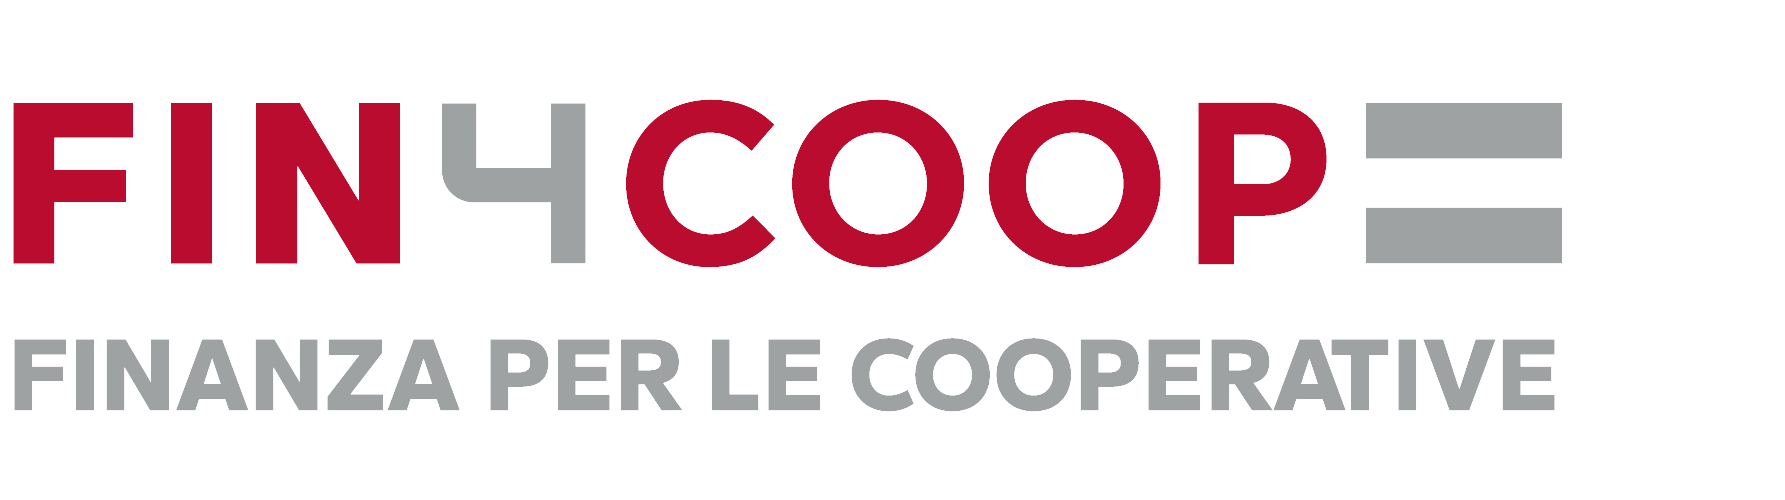 FIN4COOP=
FINANZA PER LE COOPERATIVE